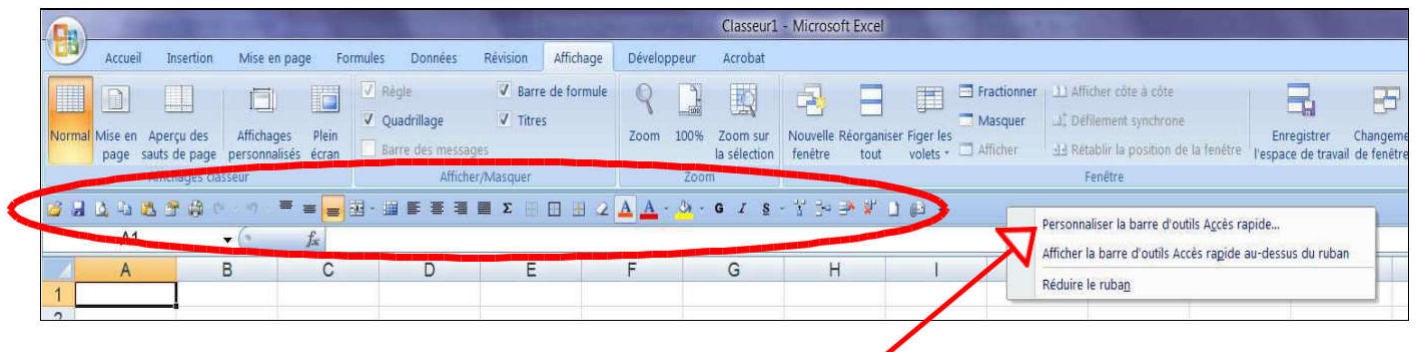 Classeur1 - Microsoft Excel
Accueil Insertion Mise en page Formules Données Révision Affichage Développeur Acrobat
Règle Barre de formule
Quadrillage Titres
Barre des messages
Normal Mise en page Aperçu des sauts de page Affichages personnalisés Plein écran
Zoom 100% Zoom sur la sélection
Nouvelle fenêtre Réorganiser tout Figer les volets
Fractionner Afficher côte à côte
Masquer Défilement synchrone
Afficher Rétablir la position de la fenêtre
Enregistrer l'espace de travail Changeme de fenêtre
Affichages classeur Afficher/Masquer Zoom Fenêtre
Σ A A G I S
A1 fx
Personnaliser la barre d'outils Accès rapide...
Afficher la barre d'outils Accès rapide au-dessus du ruban
Réduire le ruban
A B C D E F G H I
1
2